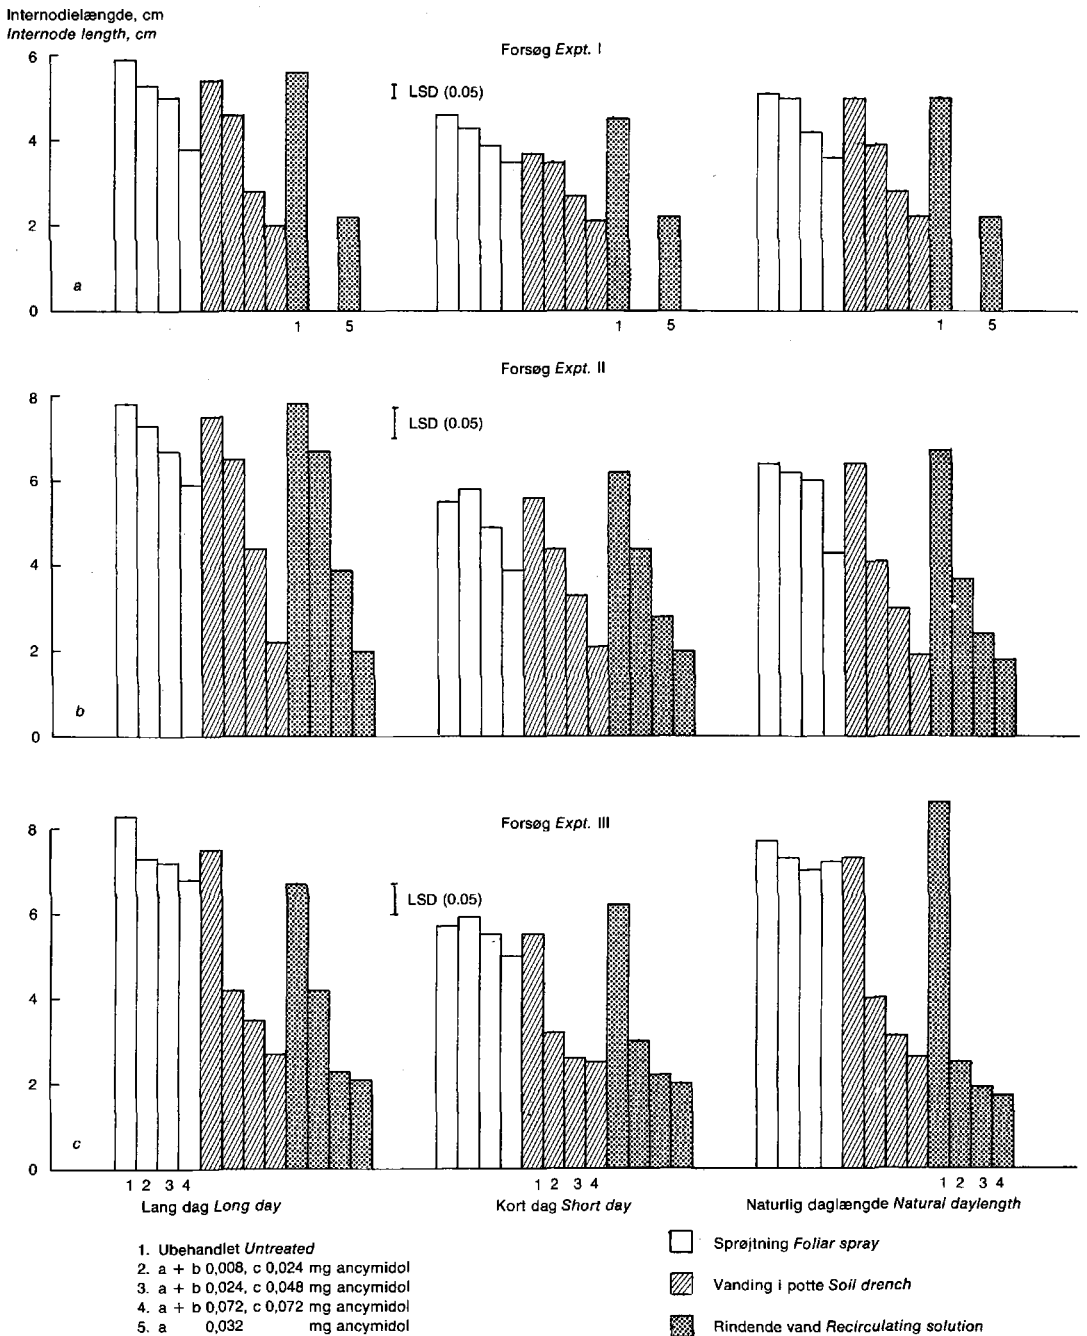 Internodielængde, cm
Internode length, cm
Forsøg Expt. I
6
LSD (0.05)
4
2
a
0
1 5 1 5 1 5
Forsøg Expt. II
8
LSD (0.05)
6
4
2
b
0
Forsøg Expt. III
8
LSD (0.05)
6
4
2
c
0
1 2 3 4 1 2 3 4 1 2 3 4
Lang dag Long day Kort dag Short day Naturlig daglængde Natural daylength
1. Ubehandlet Untreated
2. a + b 0,008, c 0,024 mg ancymidol
3. a + b 0,024, c 0,048 mg ancymidol
4. a + b 0,072, c 0,072 mg ancymidol
5. a 0,032 mg ancymidol
Sprøjtning Foliar spray
Vanding i potte Soil drench
Rindende vand Recirculating solution